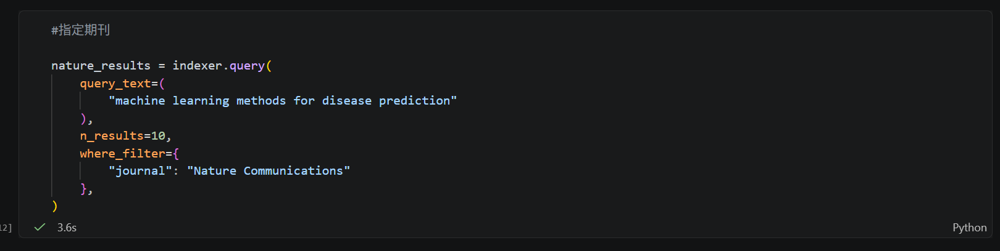 #指定期刊
nature_results = indexer.query(
query_text=(
"machine learning methods for disease prediction"
),
n_results=10,
where_filter={
"journal": "Nature Communications"
},
)
12]
3.6s
Python